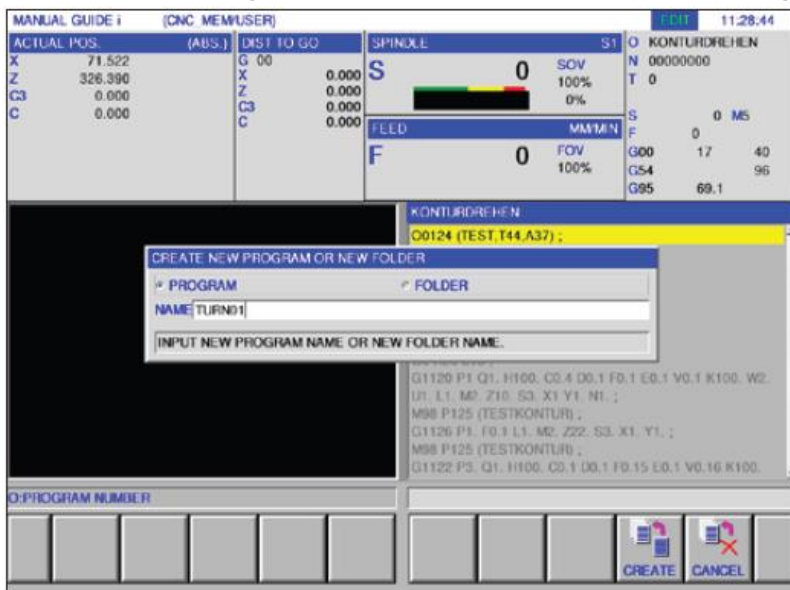 MANUAL GUIDE i (CNC_MEM/USER) EDIT 11:28:44
ACTUAL POS. (ABS.)
X 71.522
Z 326.390
C3 0.000
C 0.000
DIST TO GO
G 00
X 0.000
Z 0.000
C3 0.000
C 0.000
SPINDLE S1
S 0 SOV
100%
0%
FEED MM/MIN
F 0 FOV
100%
O KONTURDREHEN
N 00000000
T 0
S 0 M5
F 0
G00 17 40
G54 96
G95 69.1
KONTURDREHEN
O0124 (TEST,T44,A37) ;
CREATE NEW PROGRAM OR NEW FOLDER
PROGRAM FOLDER
NAME TURN01
INPUT NEW PROGRAM NAME OR NEW FOLDER NAME.
G1120 P1 Q1. H100. C0.4 D0.1 F0.1 E0.1 V0.1 K100. W2.
U1. L1. M2. Z10. S3. X1 Y1. N1. ;
M98 P125 (TESTKONTUR) ;
G1126 P1. F0.1 L1. M2. Z22. S3. X1. Y1. ;
M98 P125 (TESTKONTUR) ;
G1122 P3. Q1. H100. C0.1 D0.1 F0.15 E0.1 V0.16 K100.
O:PROGRAM NUMBER
CREATE CANCEL